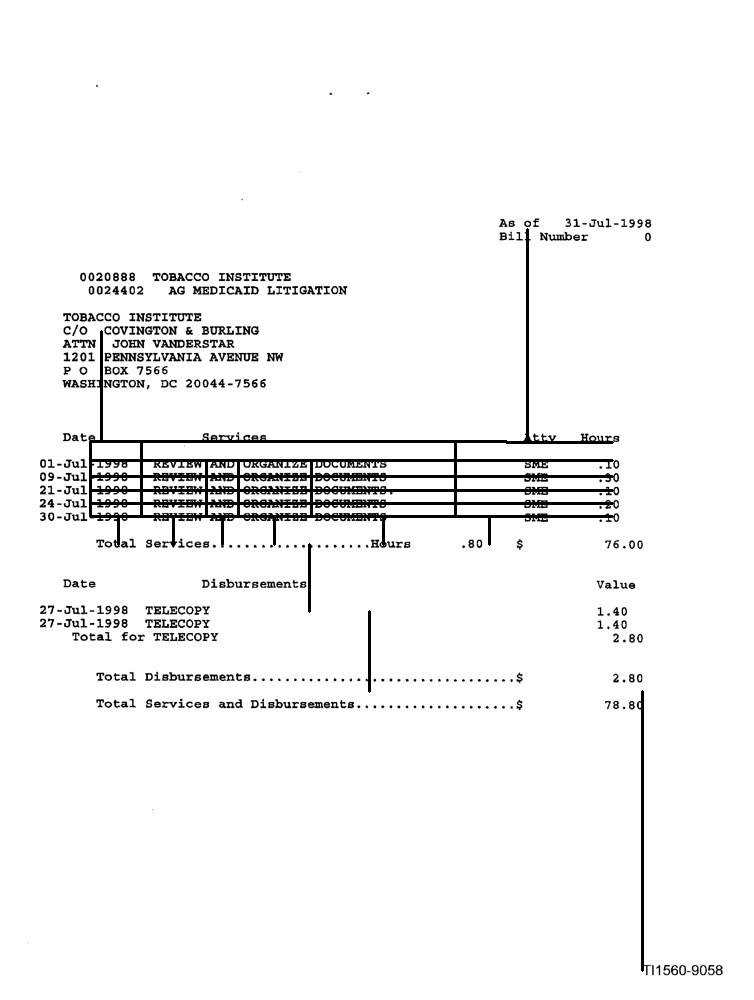 As of 31-Jul-1998
Bill Number 0
0020888 TOBACCO INSTITUTE
0024402 AG MEDICAID LITIGATION
TOBACCO INSTITUTE
C/O COVINGTON & BURLING
ATTN JOHN VANDERSTAR
1201 PENNSYLVANIA AVENUE NW
P O BOX 7566
WASHINGTON, DC 20044-7566
Date Services Atty Hours
01-Jul-1998 REVIEW AND ORGANIZE DOCUMENTS SME .10
09-Jul-1998 REVIEW AND ORGANIZE DOCUMENTS SME .30
21-Jul-1998 REVIEW AND ORGANIZE DOCUMENTS. SME .10
24-Jul-1998 REVIEW AND ORGANIZE DOCUMENTS SME .20
30-Jul-1998 REVIEW AND ORGANIZE DOCUMENTS SME .10
Total Services....................Hours .80 $ 76.00
Date Disbursements Value
27-Jul-1998 TELECOPY 1.40
27-Jul-1998 TELECOPY 1.40
Total for TELECOPY 2.80
Total Disbursements................................$ 2.80
Total Services and Disbursements...................$ 78.80
TI1560-9058